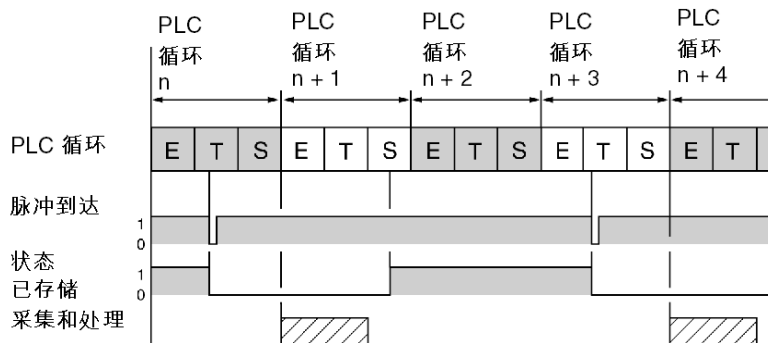 PLC 循环 n
PLC 循环 n + 1
PLC 循环 n + 2
PLC 循环 n + 3
PLC 循环 n + 4
PLC 循环 E T S E T S E T S E T S E T
脉冲到达
1
0
状态
已存储
1
0
采集和处理